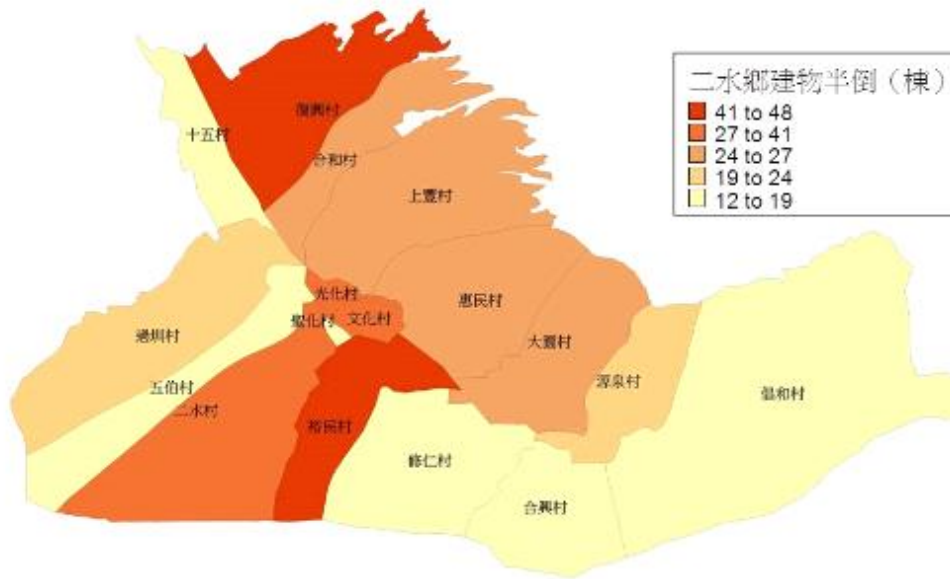 二水鄉建物半倒（棟）
41 to 48
27 to 41
24 to 27
19 to 24
12 to 19
復興村
十五村
合和村
上豐村
光化村
惠民村
聖化村
文化村
過圳村
大園村
五伯村
源泉村
二水村
倡和村
裕民村
修仁村
合興村